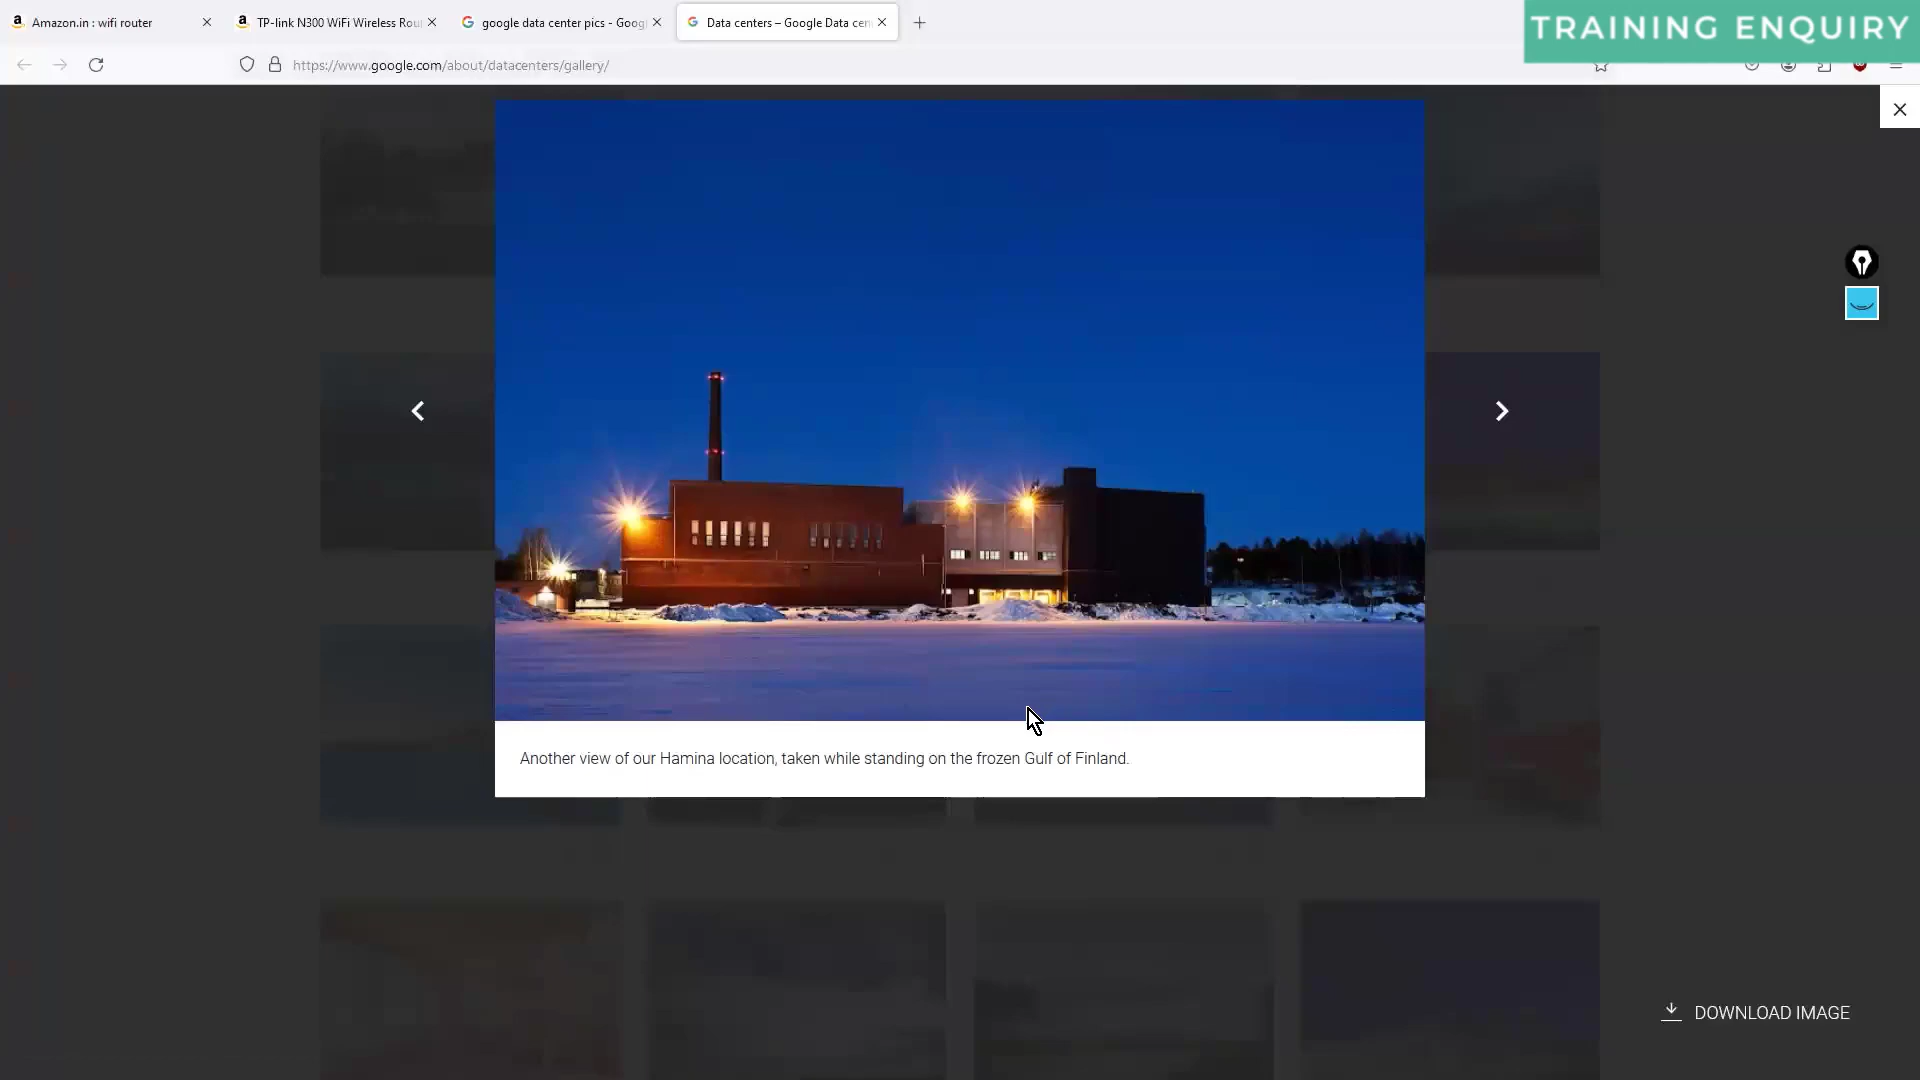 Amazon.in : wifi router
TP-link N300 WiFi Wireless Rou
google data center pics - Goog
Data centers – Google Data cen
TRAINING ENQUIRY
https://www.google.com/about/datacenters/gallery/
Another view of our Hamina location, taken while standing on the frozen Gulf of Finland.
DOWNLOAD IMAGE